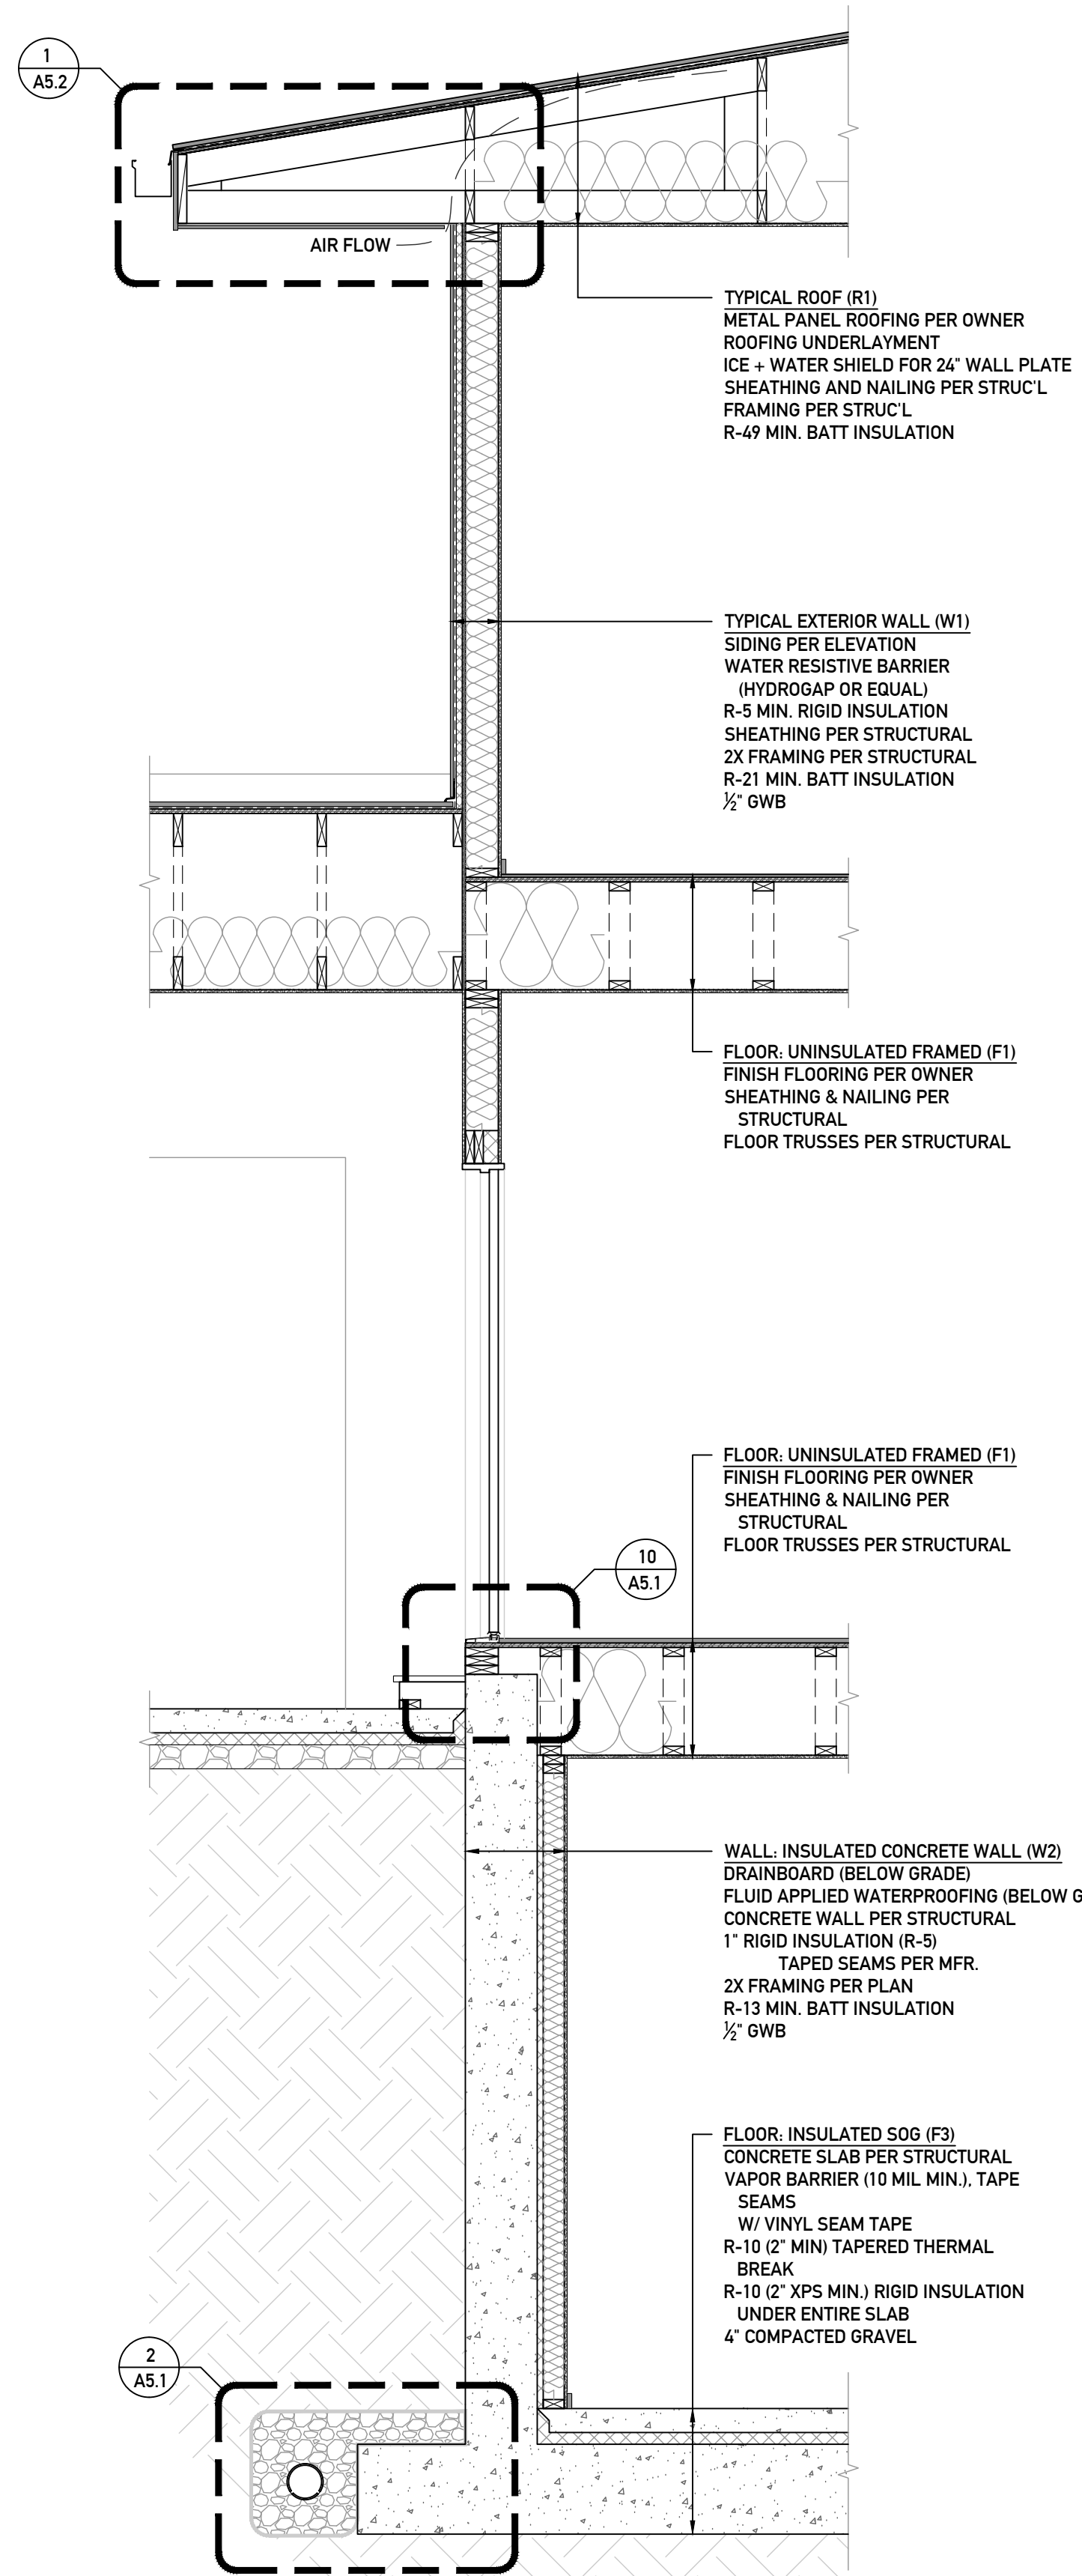 1
A5.2
AIR FLOW
TYPICAL ROOF (R1)
METAL PANEL ROOFING PER OWNER
ROOFING UNDERLAYMENT
ICE + WATER SHIELD FOR 24" WALL PLATE
SHEATHING AND NAILING PER STRUC'L
FRAMING PER STRUC'L
R-49 MIN. BATT INSULATION
TYPICAL EXTERIOR WALL (W1)
SIDING PER ELEVATION
WATER RESISTIVE BARRIER
(HYDROGAP OR EQUAL)
R-5 MIN. RIGID INSULATION
SHEATHING PER STRUCTURAL
2X FRAMING PER STRUCTURAL
R-21 MIN. BATT INSULATION
½" GWB
FLOOR: UNINSULATED FRAMED (F1)
FINISH FLOORING PER OWNER
SHEATHING & NAILING PER
STRUCTURAL
FLOOR TRUSSES PER STRUCTURAL
FLOOR: UNINSULATED FRAMED (F1)
FINISH FLOORING PER OWNER
SHEATHING & NAILING PER
STRUCTURAL
FLOOR TRUSSES PER STRUCTURAL
10
A5.1
WALL: INSULATED CONCRETE WALL (W2)
DRAINBOARD (BELOW GRADE)
FLUID APPLIED WATERPROOFING (BELOW G
CONCRETE WALL PER STRUCTURAL
1" RIGID INSULATION (R-5)
TAPED SEAMS PER MFR.
2X FRAMING PER PLAN
R-13 MIN. BATT INSULATION
½" GWB
FLOOR: INSULATED SOG (F3)
CONCRETE SLAB PER STRUCTURAL
VAPOR BARRIER (10 MIL MIN.), TAPE
SEAMS
W/ VINYL SEAM TAPE
R-10 (2" MIN) TAPERED THERMAL
BREAK
R-10 (2" XPS MIN.) RIGID INSULATION
UNDER ENTIRE SLAB
4" COMPACTED GRAVEL
2
A5.1